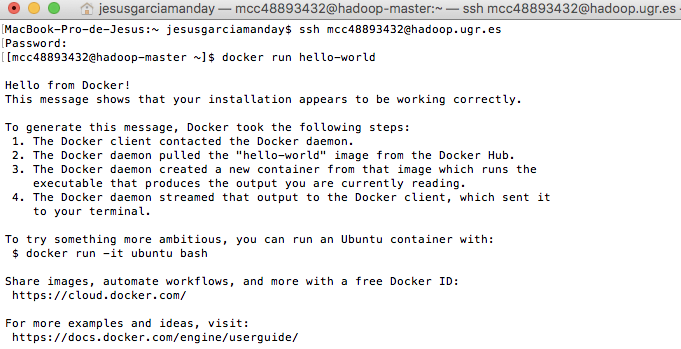 jesusgarciamanday — mcc48893432@hadoop-master:~ — ssh mcc48893432@hadoop.ugr.es
[MacBook-Pro-de-Jesus:~ jesusgarciamanday$ ssh mcc48893432@hadoop.ugr.es
[Password:
[[mcc48893432@hadoop-master ~]$ docker run hello-world
Hello from Docker!
This message shows that your installation appears to be working correctly.
To generate this message, Docker took the following steps:
1. The Docker client contacted the Docker daemon.
2. The Docker daemon pulled the "hello-world" image from the Docker Hub.
3. The Docker daemon created a new container from that image which runs the
executable that produces the output you are currently reading.
4. The Docker daemon streamed that output to the Docker client, which sent it
to your terminal.
To try something more ambitious, you can run an Ubuntu container with:
$ docker run -it ubuntu bash
Share images, automate workflows, and more with a free Docker ID:
https://cloud.docker.com/
For more examples and ideas, visit:
https://docs.docker.com/engine/userguide/